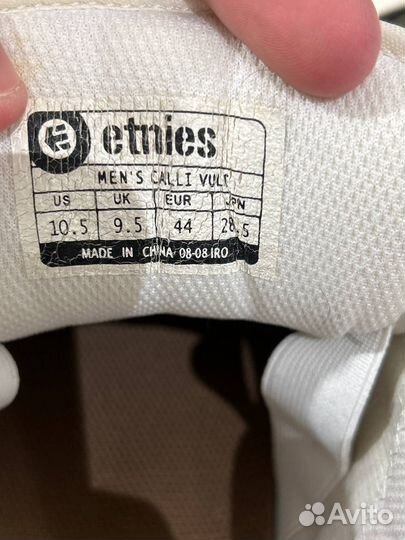 etnies
MEN'S CALLI VULC
US UK EUR JPN
10.5 9.5 44 28.5
MADE IN CHINA 08-08 IRO
Avito